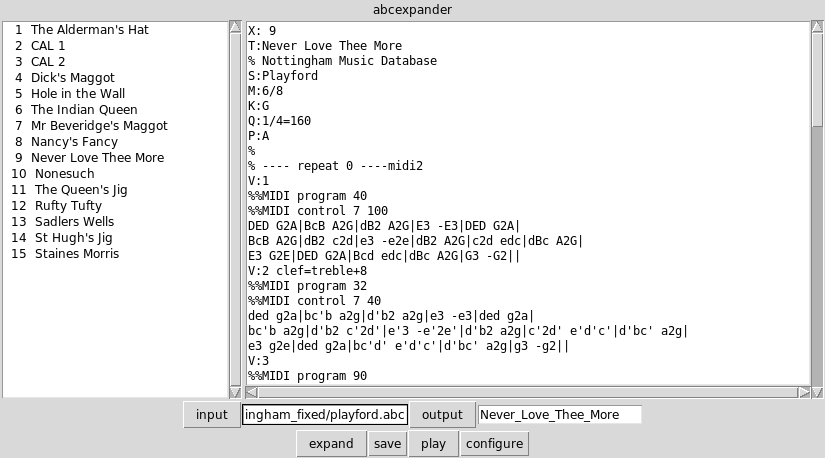 abcexpander
1 The Alderman's Hat
2 CAL 1
3 CAL 2
4 Dick's Maggot
5 Hole in the Wall
6 The Indian Queen
7 Mr Beveridge's Maggot
8 Nancy's Fancy
9 Never Love Thee More
10 Nonesuch
11 The Queen's Jig
12 Rufty Tufty
13 Sadlers Wells
14 St Hugh's Jig
15 Staines Morris
X: 9
T:Never Love Thee More
% Nottingham Music Database
S:Playford
M:6/8
K:G
Q:1/4=160
P:A
%
% ---- repeat 0 ----midi2
V:1
%%MIDI program 40
%%MIDI control 7 100
DED G2A|BcB A2G|dB2 A2G|E3 -E3|DED G2A|
BcB A2G|dB2 c2d|e3 -e2e|dB2 A2G|c2d edc|dBc A2G|
E3 G2E|DED G2A|Bcd edc|dBc A2G|G3 -G2||
V:2 clef=treble+8
%%MIDI program 32
%%MIDI control 7 40
ded g2a|bc'b a2g|d'b2 a2g|e3 -e3|ded g2a|
bc'b a2g|d'b2 c'2d'|e'3 -e'2e'|d'b2 a2g|c'2d' e'd'c'|d'bc' a2g|
e3 g2e|ded g2a|bc'd' e'd'c'|d'bc' a2g|g3 -g2||
V:3
%%MIDI program 90
input ingham_fixed/playford.abc output Never_Love_Thee_More
expand save play configure